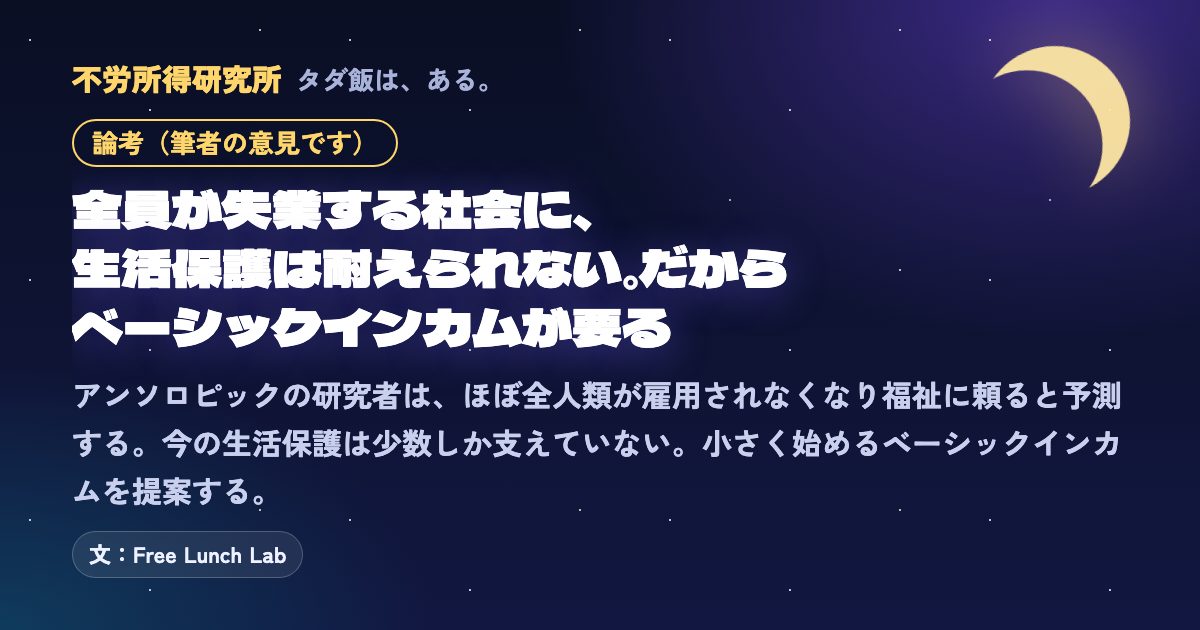 不労所得研究所 タダ飯は、ある。
論考（筆者の意見です）
全員が失業する社会に、
生活保護は耐えられない。だから
ベーシックインカムが要る
アンソロピックの研究者は、ほぼ全人類が雇用されなくなり福祉に頼ると予測
する。今の生活保護は少数しか支えていない。小さく始めるベーシックインカ
ムを提案する。
文：Free Lunch Lab